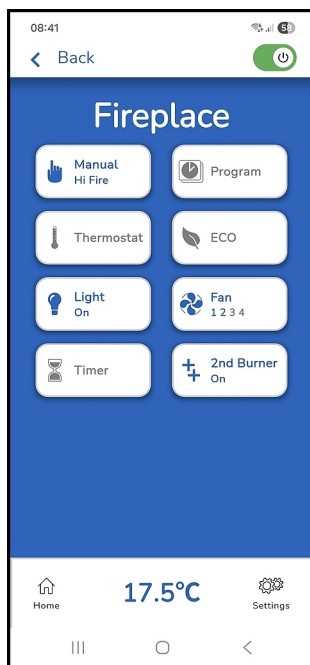 08:41
58
Back
Fireplace
Manual
Hi Fire
Program
Thermostat
ECO
Light
On
Fan
1 2 3 4
Timer
2nd Burner
On
17.5°C
Home
Settings